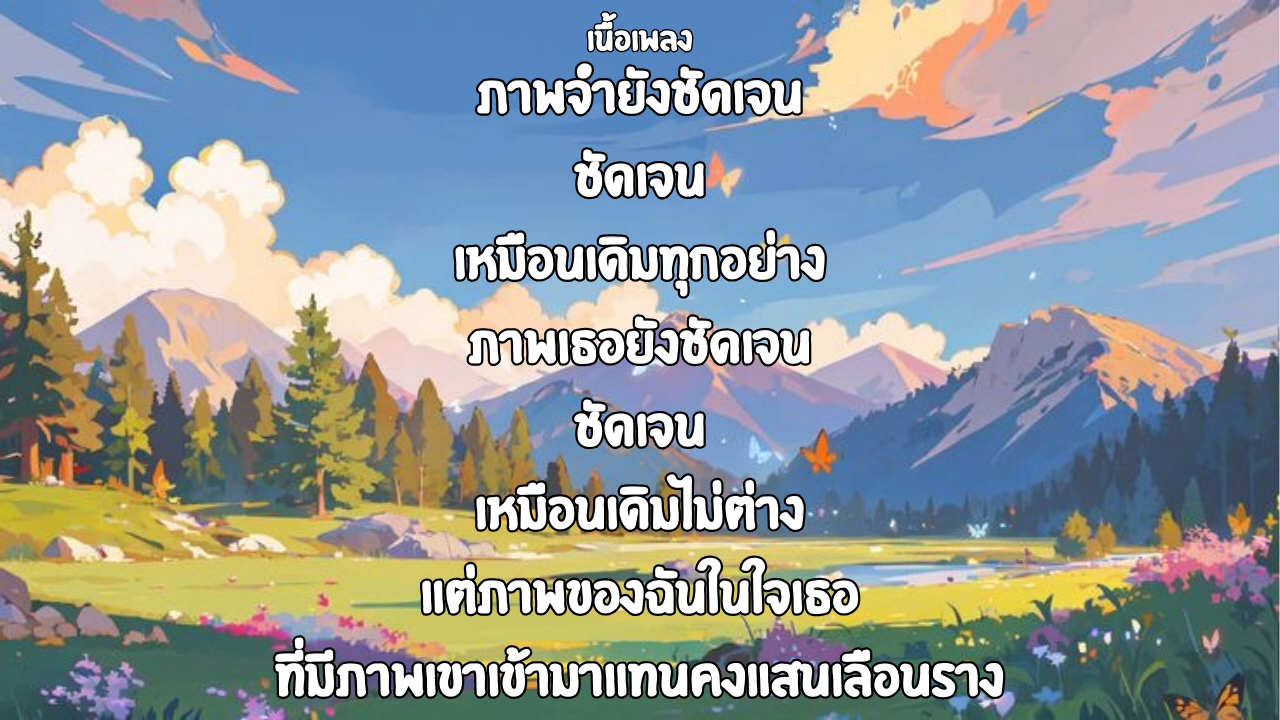 เนื้อเพลง
ภาพจำยังชัดเจน
ชัดเจน
เหมือนเดิมทุกอย่าง
ภาพเธอยังชัดเจน
ชัดเจน
เหมือนเดิมไม่ต่าง
แต่ภาพของฉันในใจเธอ
ที่มีภาพเขาเข้ามาแทนคงแสนเลือนราง